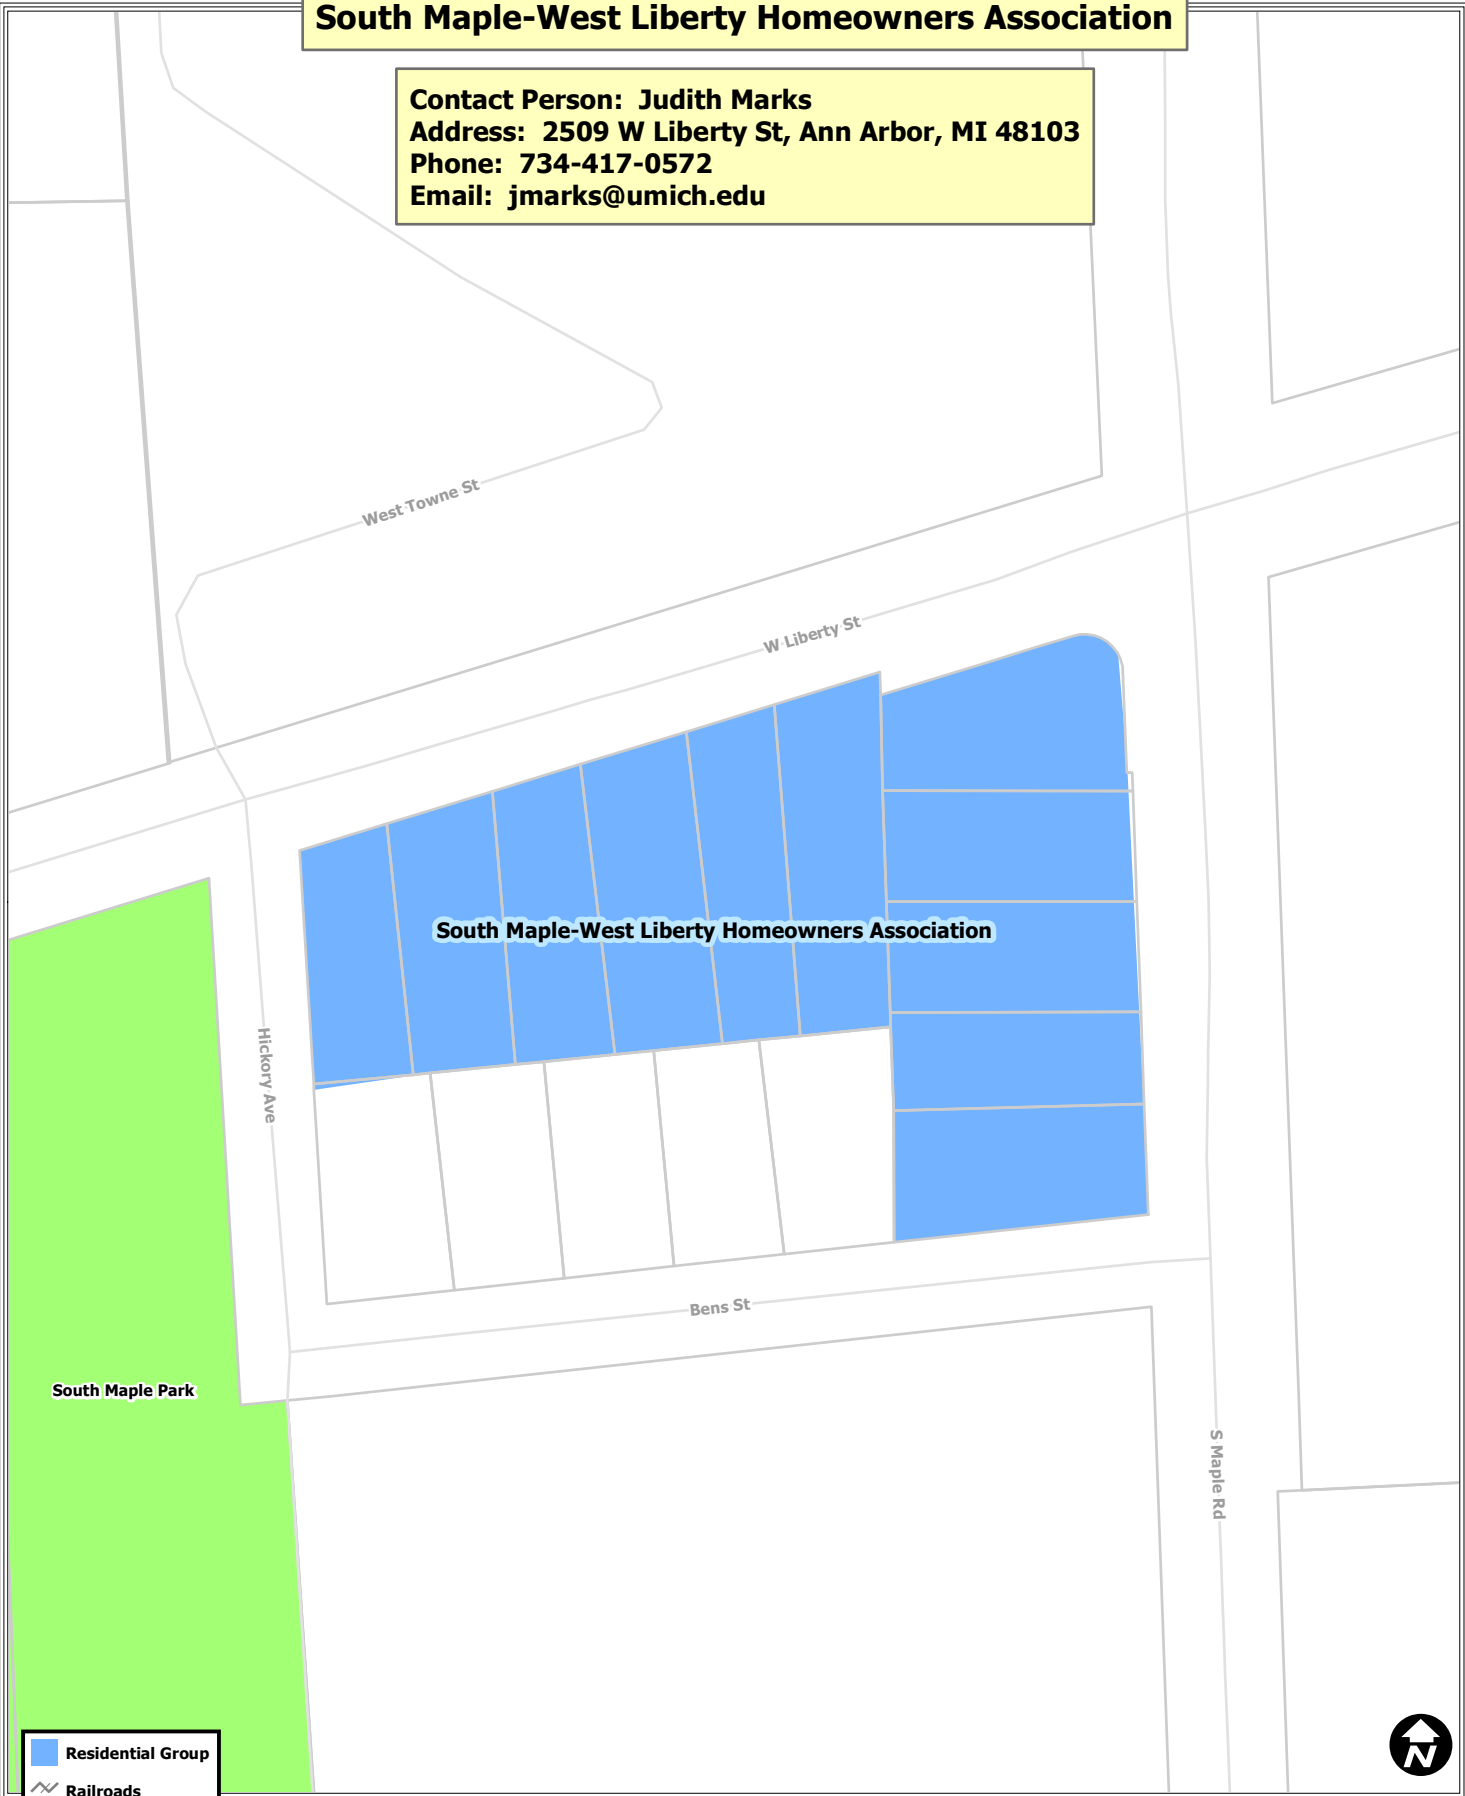 South Maple-West Liberty Homeowners Association
Contact Person: Judith Marks
Address: 2509 W Liberty St, Ann Arbor, MI 48103
Phone: 734-417-0572
Email: jmarks@umich.edu
West Towne St
W Liberty St
South Maple-West Liberty Homeowners Association
Hickory Ave
Bens St
South Maple Park
S Maple Rd
Residential Group
Railroads
N